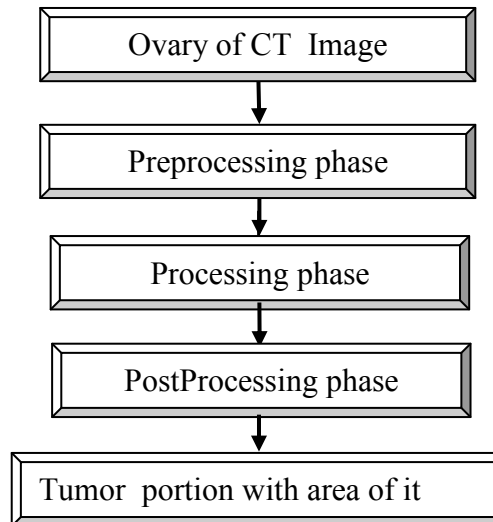 Ovary of CT Image
Preprocessing phase
Processing phase
PostProcessing phase
Tumor portion with area of it